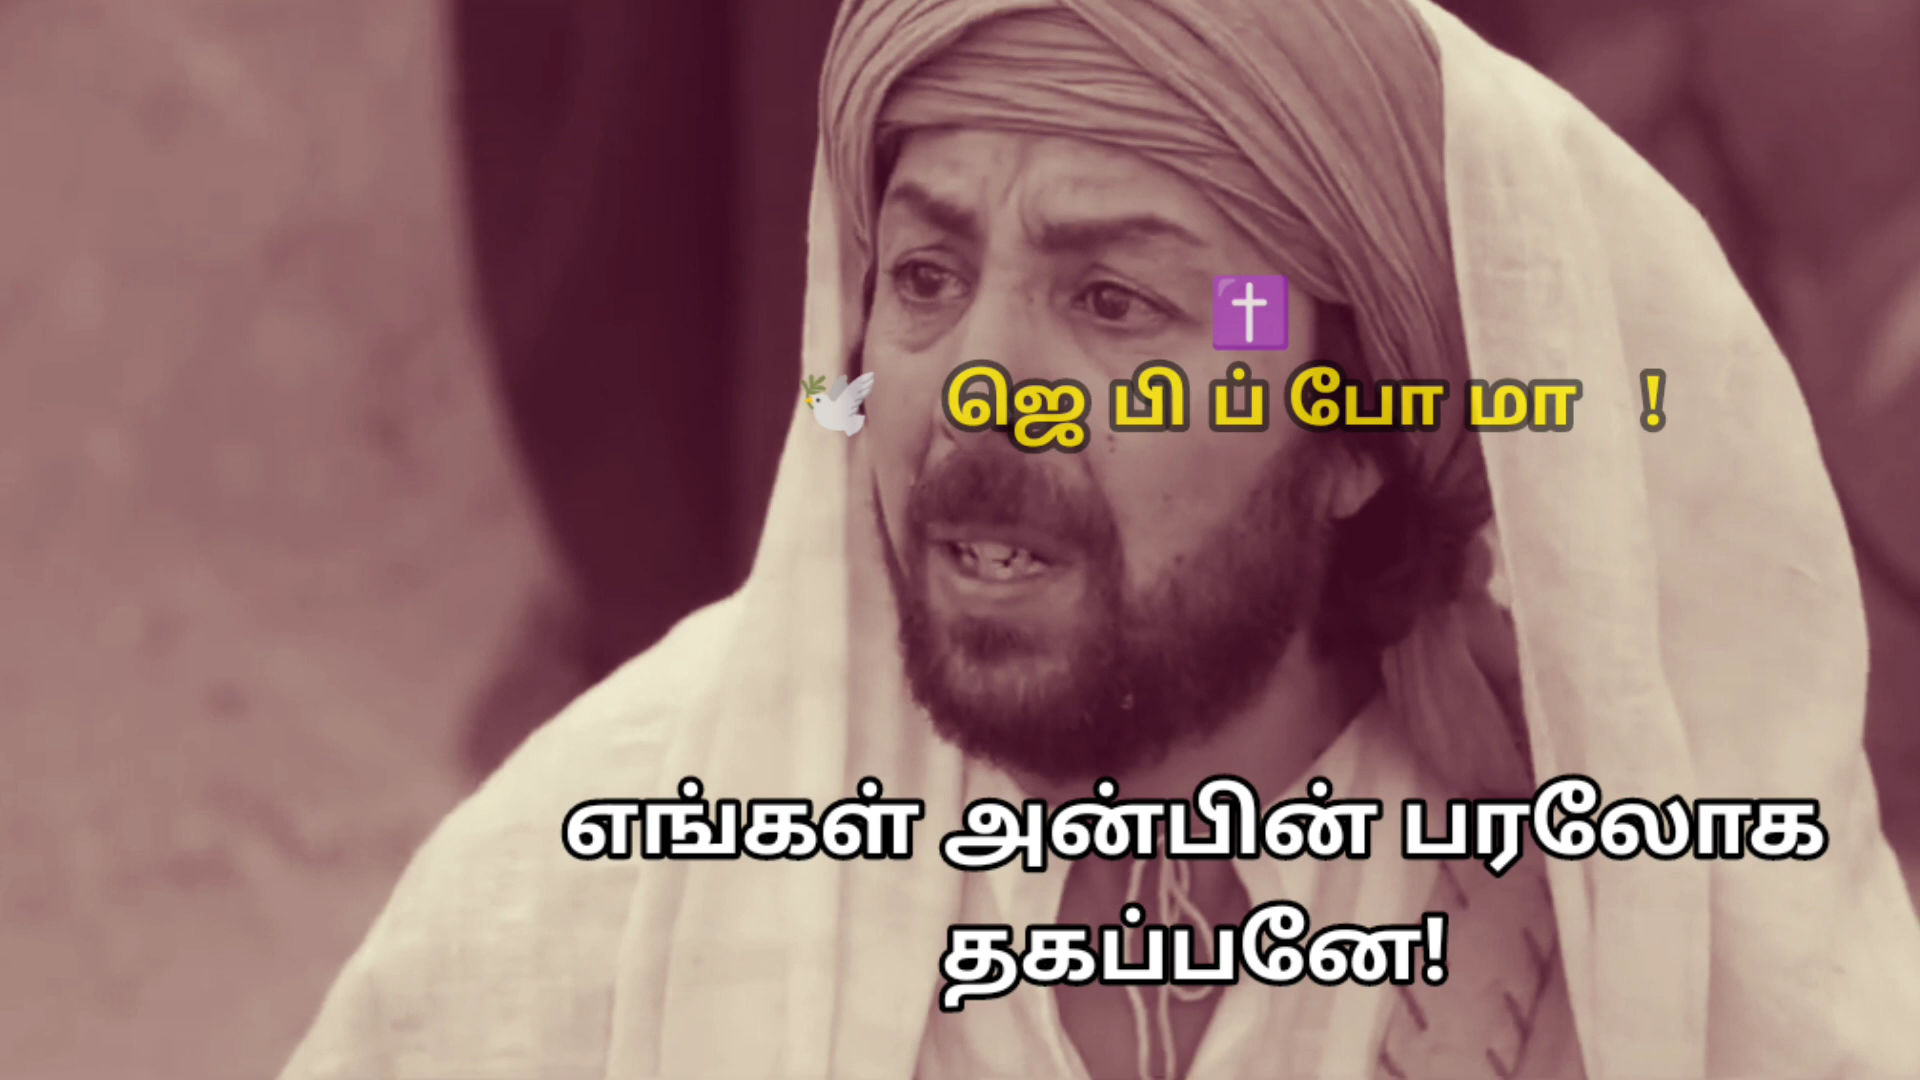 ✝️
🕊️ ஜெ பி ப் போ மா !
எங்கள் அன்பின் பரலோக
தகப்பனே!